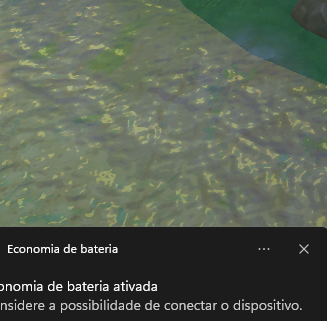 Economia de bateria
onomia de bateria ativada
nsidere a possibilidade de conectar o dispositivo.